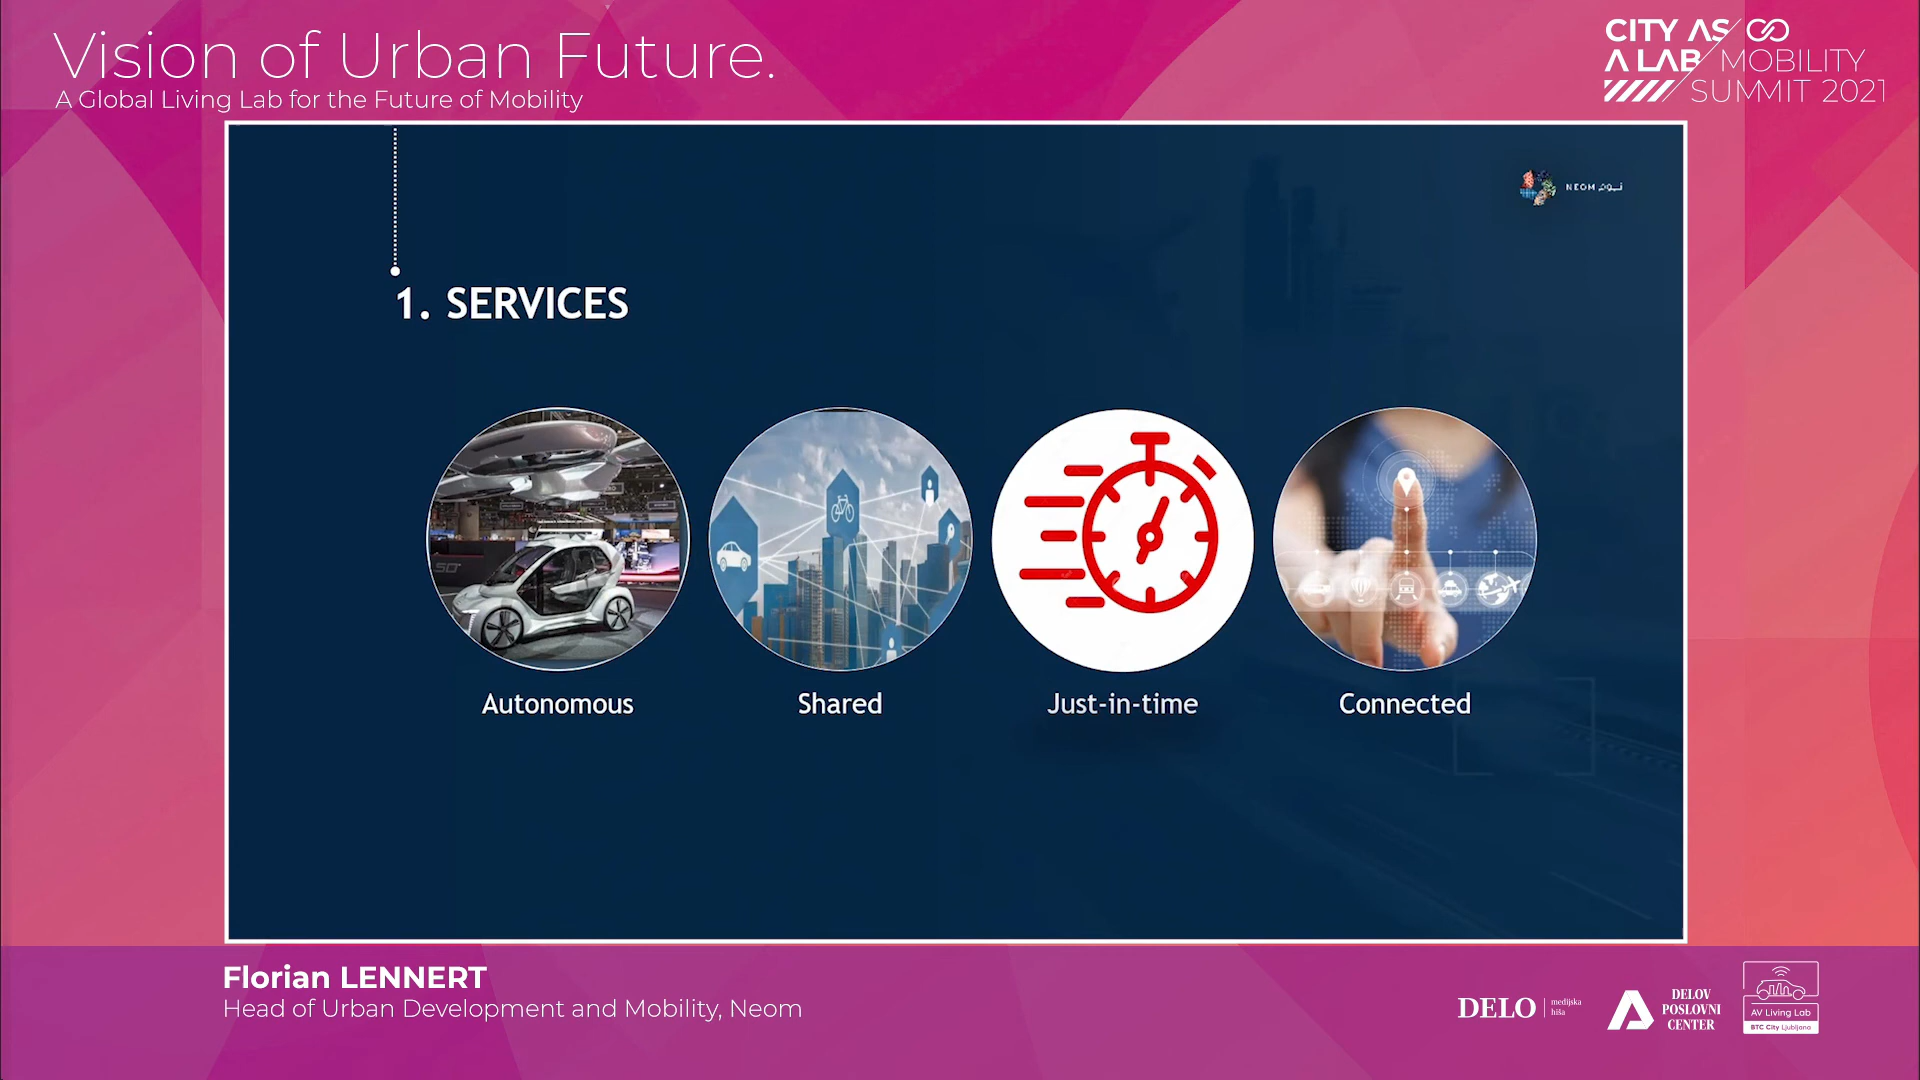 Vision of Urban Future.
A Global Living Lab for the Future of Mobility
CITY AS
A LAB MOBILITY
SUMMIT 2021
NEOM نيوم
1. SERVICES
Autonomous
Shared
Just-in-time
Connected
Florian LENNERT
Head of Urban Development and Mobility, Neom
DELO medijska
hiša
DELOV
POSLOVNI
CENTER
AV Living Lab
BTC City Ljubljana